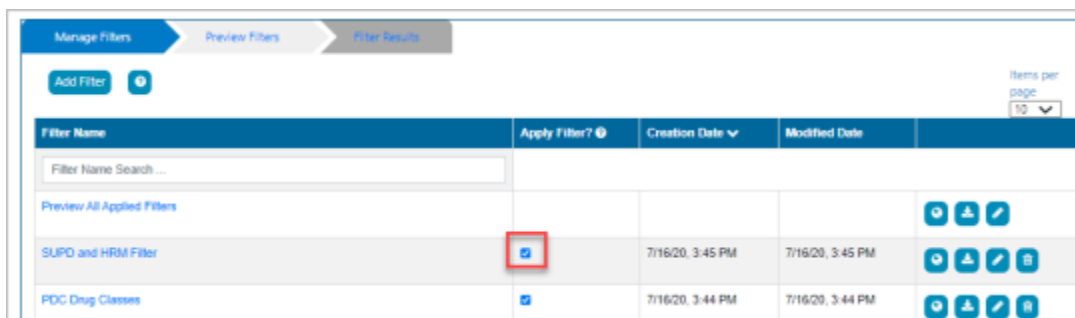 Manage Filters Preview Filters Filter Results
Add Filter
Items per
page
10
Filter Name Apply Filter? Creation Date Modified Date
Filter Name Search ...
Preview All Applied Filters
SUPD and HRM Filter 7/16/20, 3:45 PM 7/16/20, 3:45 PM
PDC Drug Classes 7/16/20, 3:44 PM 7/16/20, 3:44 PM